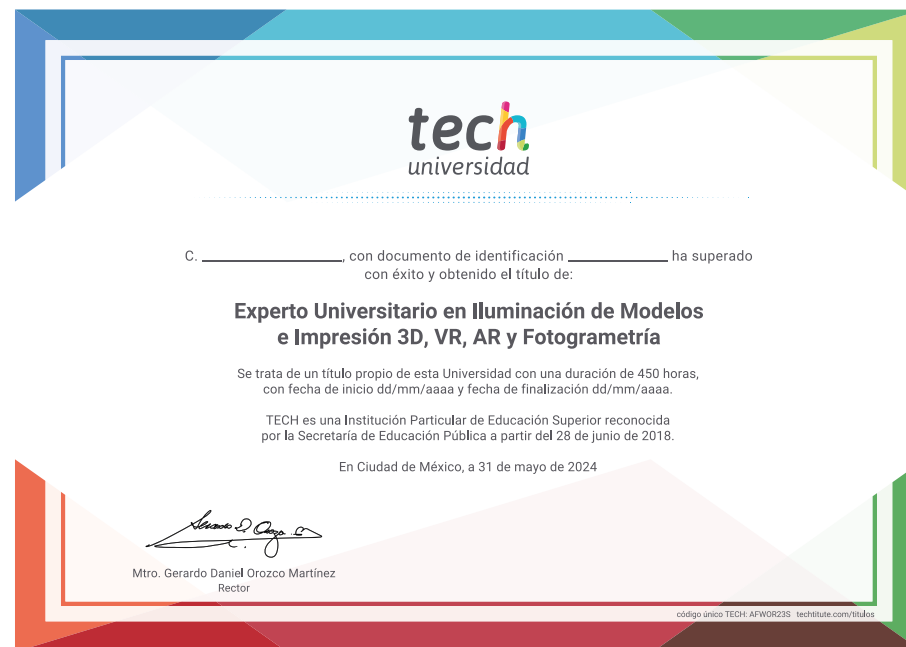 tech
universidad
C. ____________________, con documento de identificación ______________ ha superado
con éxito y obtenido el título de:
Experto Universitario en Iluminación de Modelos
e Impresión 3D, VR, AR y Fotogrametría
Se trata de un título propio de esta Universidad con una duración de 450 horas,
con fecha de inicio dd/mm/aaaa y fecha de finalización dd/mm/aaaa.
TECH es una Institución Particular de Educación Superior reconocida
por la Secretaría de Educación Pública a partir del 28 de junio de 2018.
En Ciudad de México, a 31 de mayo de 2024
Mtro. Gerardo Daniel Orozco Martínez
Rector
código único TECH: AFWOR23S techtitute.com/titulos